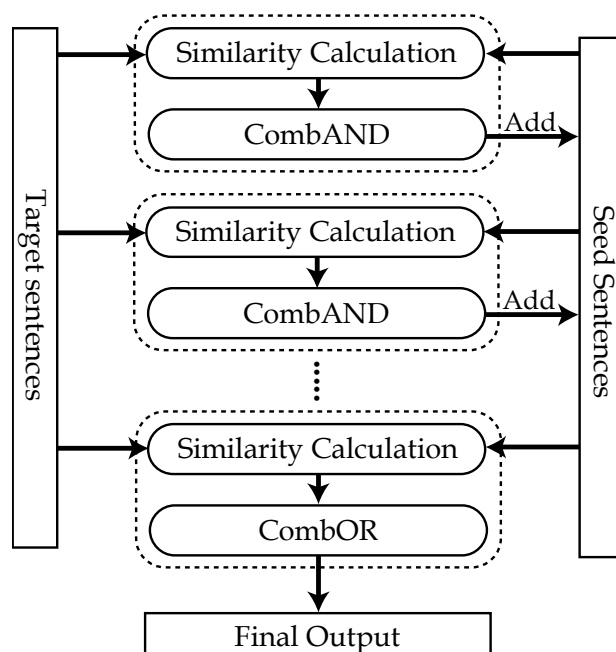 Target sentences
Similarity Calculation
CombAND
Add
Similarity Calculation
CombAND
Add
Similarity Calculation
CombOR
Final Output
Seed Sentences